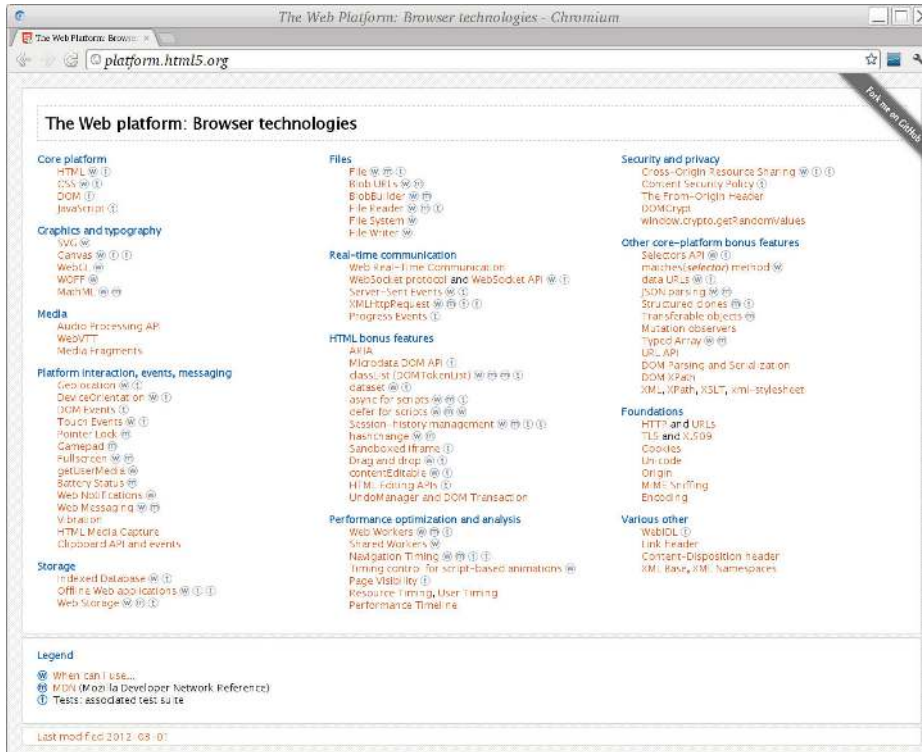 The Web Platform: Browser technologies - Chromium
The Web Platform: Browser
platform.html5.org
Fork me on GitHub
The Web platform: Browser technologies
Core platform
HTML w t
CSS w t
DOM t
JavaScript t
Graphics and typography
SVG w
Canvas w t t
WebGL w
WOFF w
MathML w m
Media
Audio Processing API
WebVTT
Media Fragments
Platform interaction, events, messaging
Geolocation w t
DeviceOrientation w t
DOM Events t
Touch Events w t
Pointer Lock m
Gamepad m
Fullscreen w m
getUserMedia w
Battery Status m
Web Notifications w
Web Messaging w m
Vibration
HTML Media Capture
Clipboard API and events
Storage
Indexed Database w t
Offline Web applications w t t
Web Storage w m t
Files
File w m t
Blob URLs w m
BlobBuilder w m
File Reader w m t
File System w
File Writer w
Real-time communication
Web Real-Time Communication
WebSocket protocol and WebSocket API w t
Server-Sent Events w t
XMLHttpRequest w m t t
Progress Events t
HTML bonus features
ARIA
Microdata DOM API t
classList (DOMTokenList) w m m t
dataset w t
async for scripts w m t
defer for scripts w m w
Session-history management w m t t
hashchange w m
Sandboxed iframe t
Drag and drop w t
contentEditable w t
HTML Editing APIs t
UndoManager and DOM Transaction
Performance optimization and analysis
Web Workers w m t
Shared Workers w
Navigation Timing w m t t
Timing control for script-based animations w
Page Visibility t
Resource Timing, User Timing
Performance Timeline
Security and privacy
Cross-Origin Resource Sharing w t t
Content Security Policy t
The From-Origin Header
DOMCrypt
window.crypto.getRandomValues
Other core-platform bonus features
Selectors API w t
matches(selector) method w
data URLs w t
JSON parsing w m
Structured clones m t
Transferable objects m
Mutation observers
Typed Array w m
URL API
DOM Parsing and Serialization
DOM XPath
XML, XPath, XSLT, xml-stylesheet
Foundations
HTTP and URLs
TLS and X.509
Cookies
Unicode
Origin
MIME Sniffing
Encoding
Various other
WebIDL t
Link header
Content-Disposition header
XML Base, XML Namespaces
Legend
w When can I use...
m MDN (Mozilla Developer Network Reference)
t Tests: associated test suite
Last modified 2012-03-01